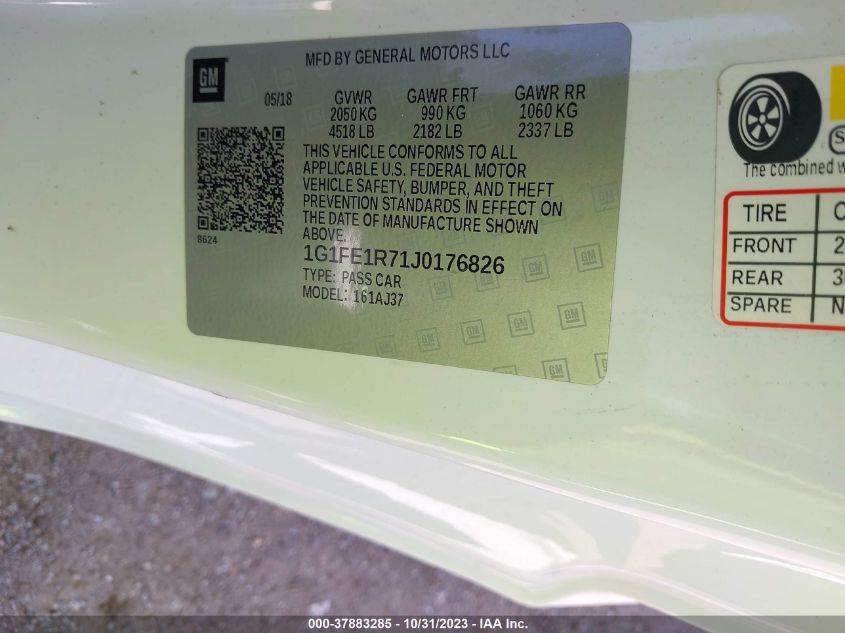 GM
MFD BY GENERAL MOTORS LLC
05/18 GVWR GAWR FRT GAWR RR
2050 KG 990 KG 1060 KG
4518 LB 2182 LB 2337 LB
THIS VEHICLE CONFORMS TO ALL
APPLICABLE U.S. FEDERAL MOTOR
VEHICLE SAFETY, BUMPER, AND THEFT
PREVENTION STANDARDS IN EFFECT ON
THE DATE OF MANUFACTURE SHOWN
ABOVE.
8624
1G1FE1R71J0176826
TYPE: PASS CAR
MODEL: 161AJ37
The combined
TIRE
FRONT
REAR
SPARE
000-37883285 - 10/31/2023 - IAA Inc.